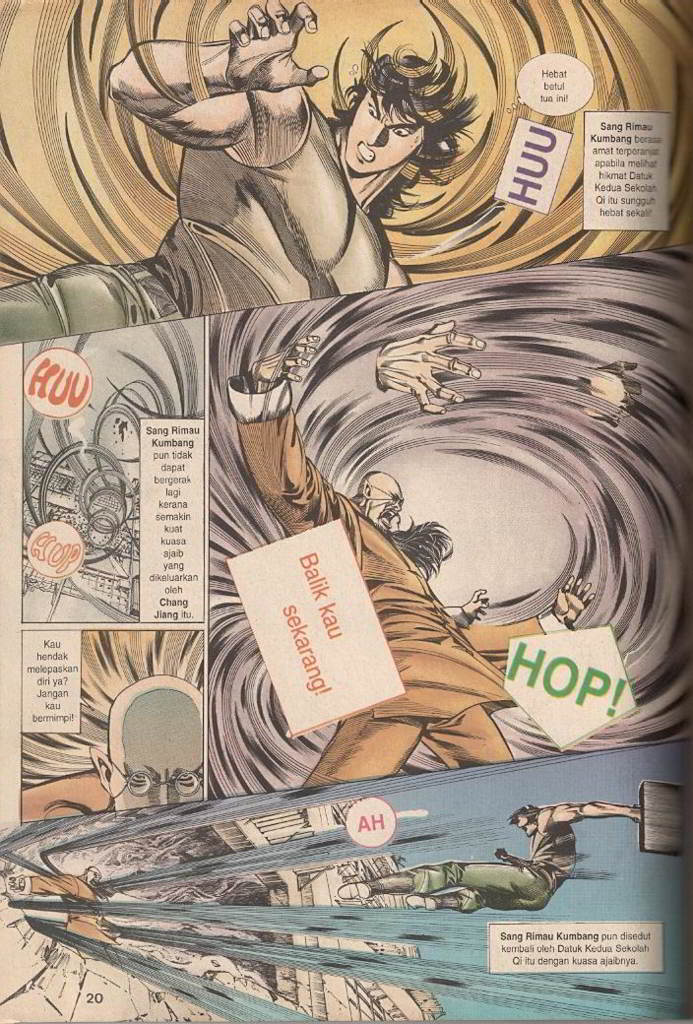 Hebat
betul
tua ini!
HUU
Sang Rimau
Kumbang berasa
amat terperanjat
apabila melihat
hikmat Datuk
Kedua Sekolah
Qi itu sungguh
hebat sekali!
HUU
HUP
Sang Rimau
Kumbang
pun tidak
dapat
bergerak
lagi
kerana
semakin
kuat
kuasa
ajaib
yang
dikeluarkan
oleh
Chang
Jiang itu.
Balik kau
sekarang!
HOP!
Kau
hendak
melepaskan
diri ya?
Jangan
kau
bermimpi!
AH
Sang Rimau Kumbang pun disedut
kembali oleh Datuk Kedua Sekolah
Qi itu dengan kuasa ajaibnya.
20